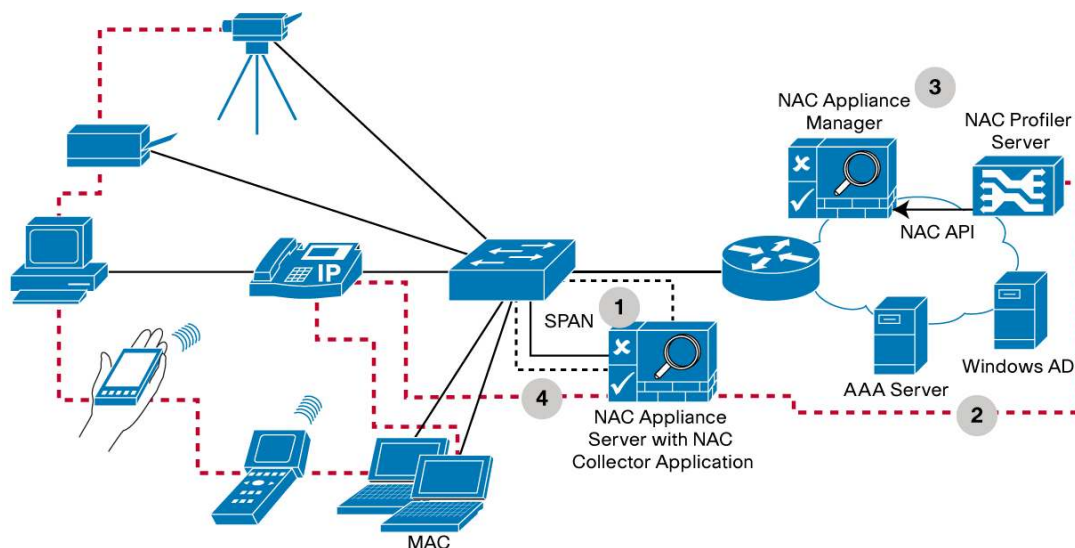 3
NAC Appliance
Manager
NAC Profiler
Server
NAC API
IP
1
SPAN
Windows AD
AAA Server
4
2
NAC Appliance
Server with NAC
Collector Application
MAC